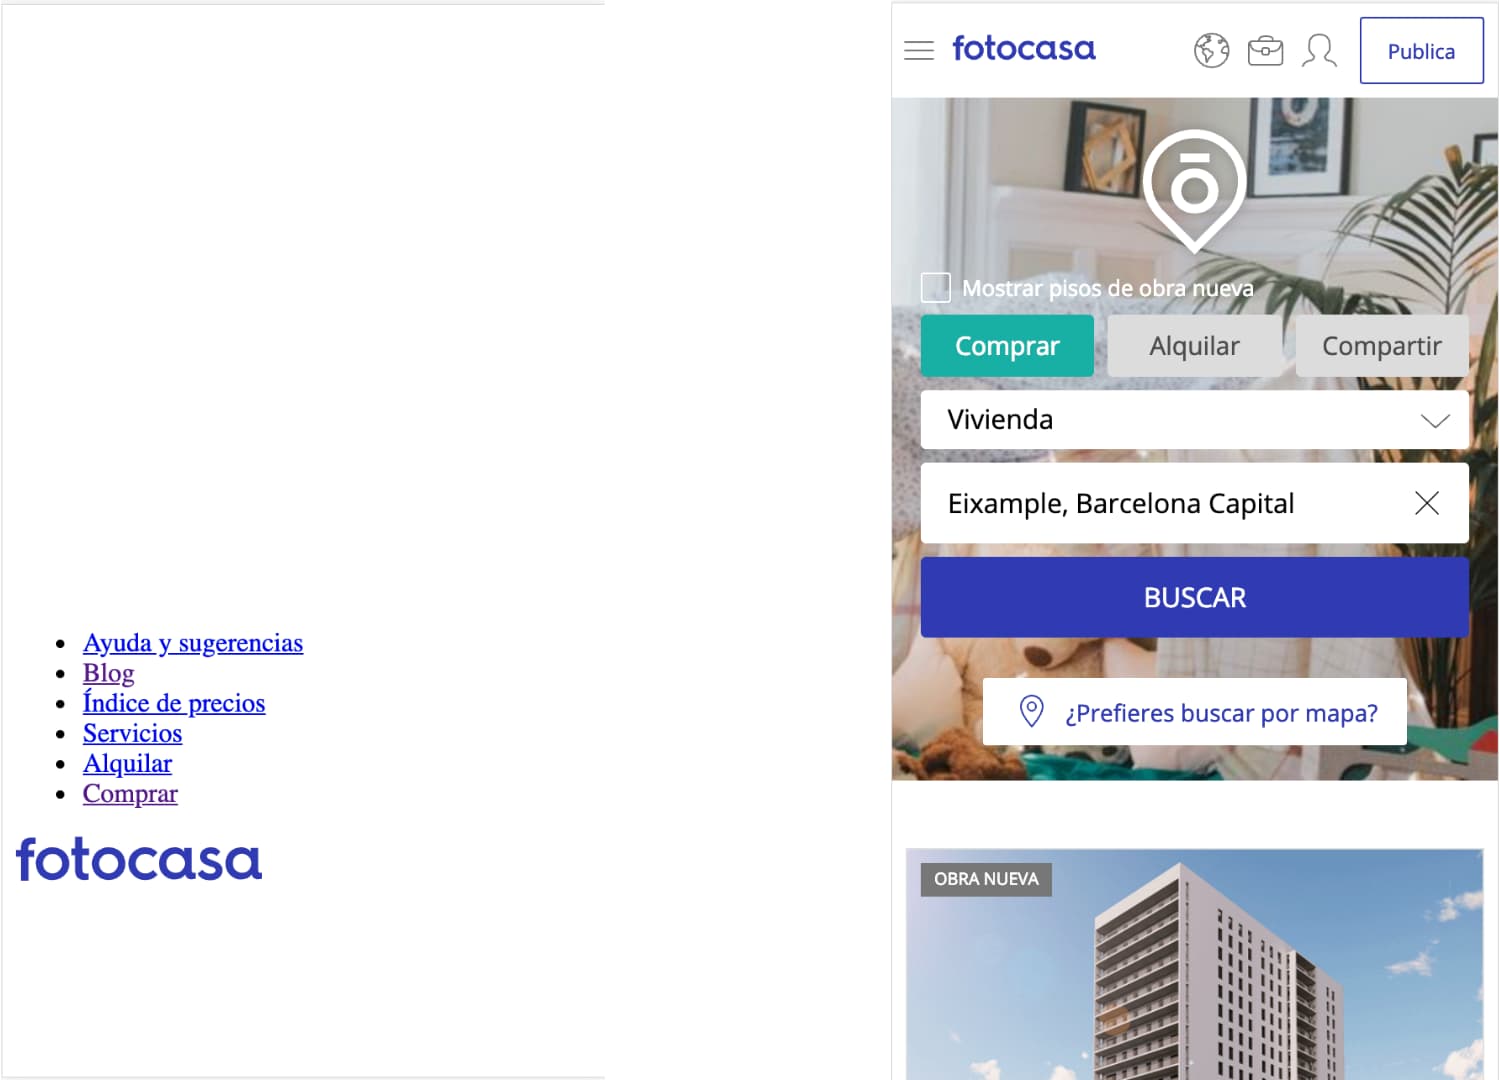 Ayuda y sugerencias
Blog
Índice de precios
Servicios
Alquilar
Comprar
fotocasa
fotocasa
Publica
Mostrar pisos de obra nueva
Comprar
Alquilar
Compartir
Vivienda
Eixample, Barcelona Capital
BUSCAR
¿Prefieres buscar por mapa?
OBRA NUEVA